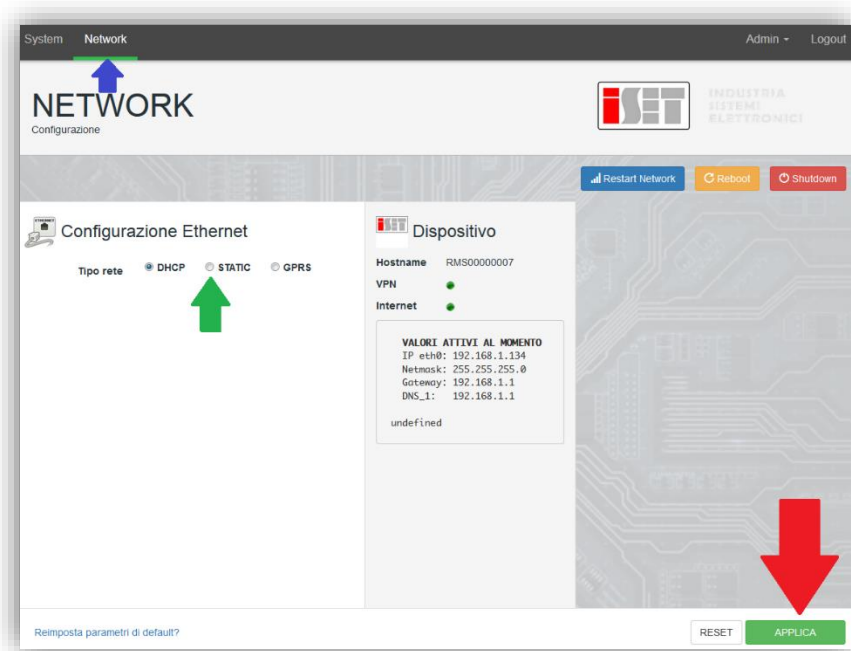 System Network Admin Logout
NETWORK
Configurazione
iSET
INDUSTRIA
SISTEMI
ELETTRONICI
Restart Network Reboot Shutdown
ETHERNET
Configurazione Ethernet
Tipo rete DHCP STATIC GPRS
iSET
Dispositivo
Hostname RMS00000007
VPN
Internet
VALORI ATTIVI AL MOMENTO
IP eth0: 192.168.1.134
Netmask: 255.255.255.0
Gateway: 192.168.1.1
DNS_1: 192.168.1.1
undefined
Reimposta parametri di default? RESET APPLICA